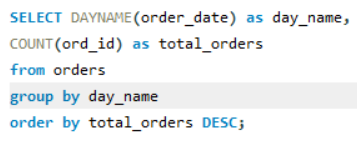 SELECT DAYNAME(order_date) as day_name,
COUNT(ord_id) as total_orders
from orders
group by day_name
order by total_orders DESC;